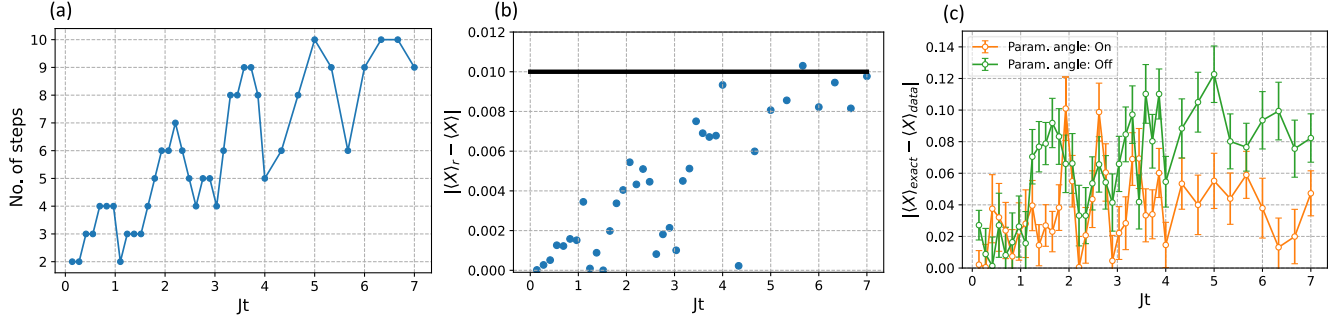 (a)
No. of steps
10
9
8
7
6
5
4
3
2
0 1 2 3 4 5 6 7
Jt
(b)
|⟨X⟩r − ⟨X⟩|
0.012
0.010
0.008
0.006
0.004
0.002
0.000
0 1 2 3 4 5 6 7
Jt
(c)
Param. angle: On
Param. angle: Off
|⟨X⟩exact − ⟨X⟩data|
0.14
0.12
0.10
0.08
0.06
0.04
0.02
0.00
0 1 2 3 4 5 6 7
Jt